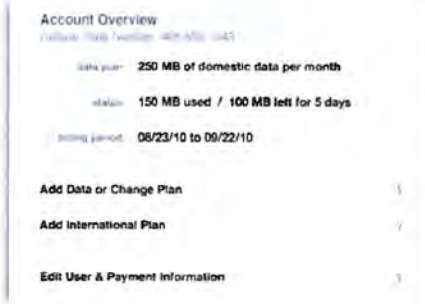 Account Overview
data plan: 250 MB of domestic data per month
status: 150 MB used / 100 MB left for 5 days
billing period: 08/23/10 to 09/22/10
Add Data or Change Plan
Add International Plan
Edit User & Payment Information